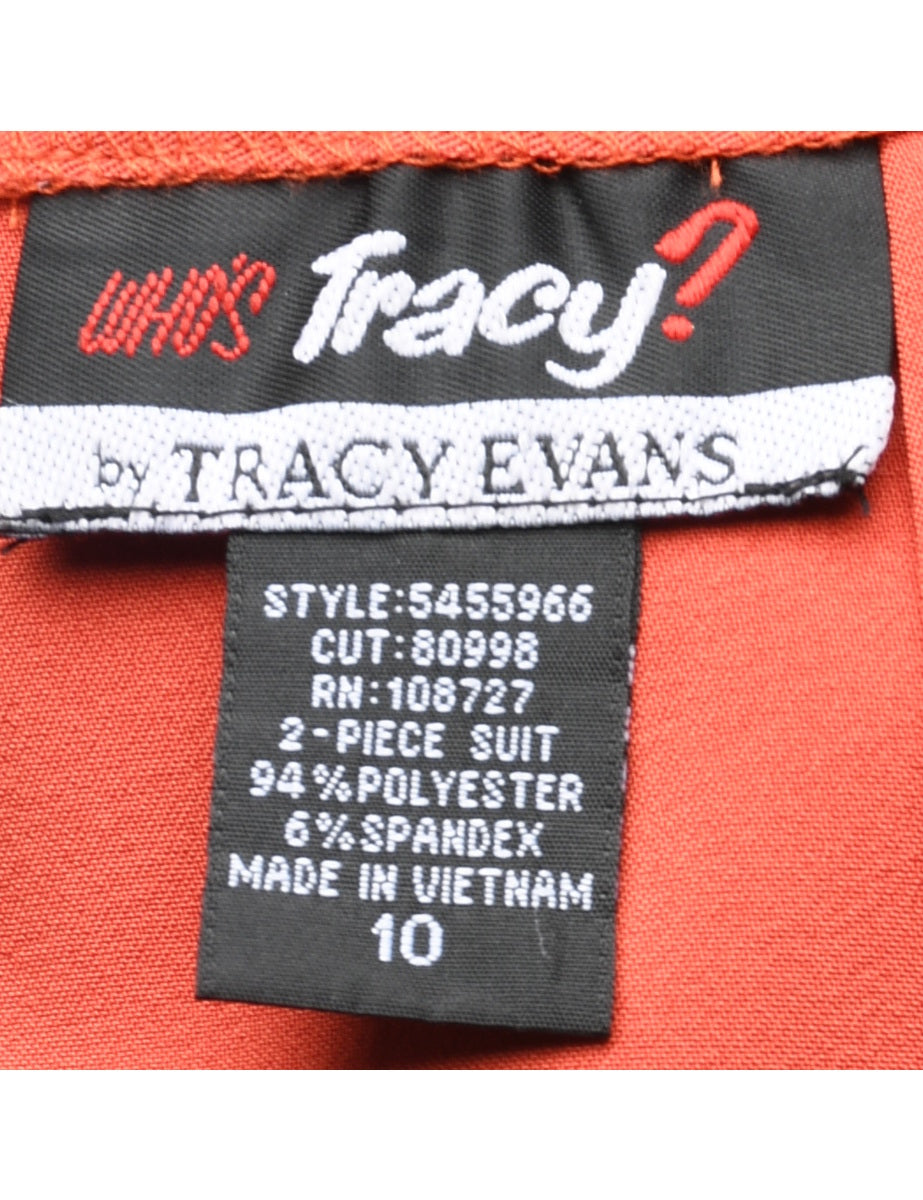 WHO'S Tracy?
by TRACY EVANS
STYLE:5455966
CUT:80998
RN:108727
2-PIECE SUIT
94%POLYESTER
6%SPANDEX
MADE IN VIETNAM
10